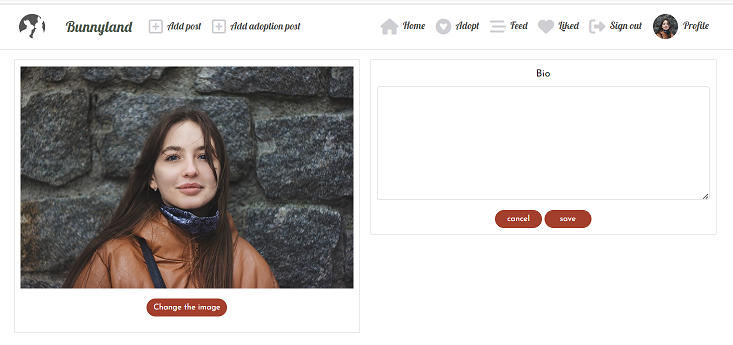 Bunnyland Add post Add adoption post Home Adopt Feed Liked Sign out Profile
Bio
cancel save
Change the image